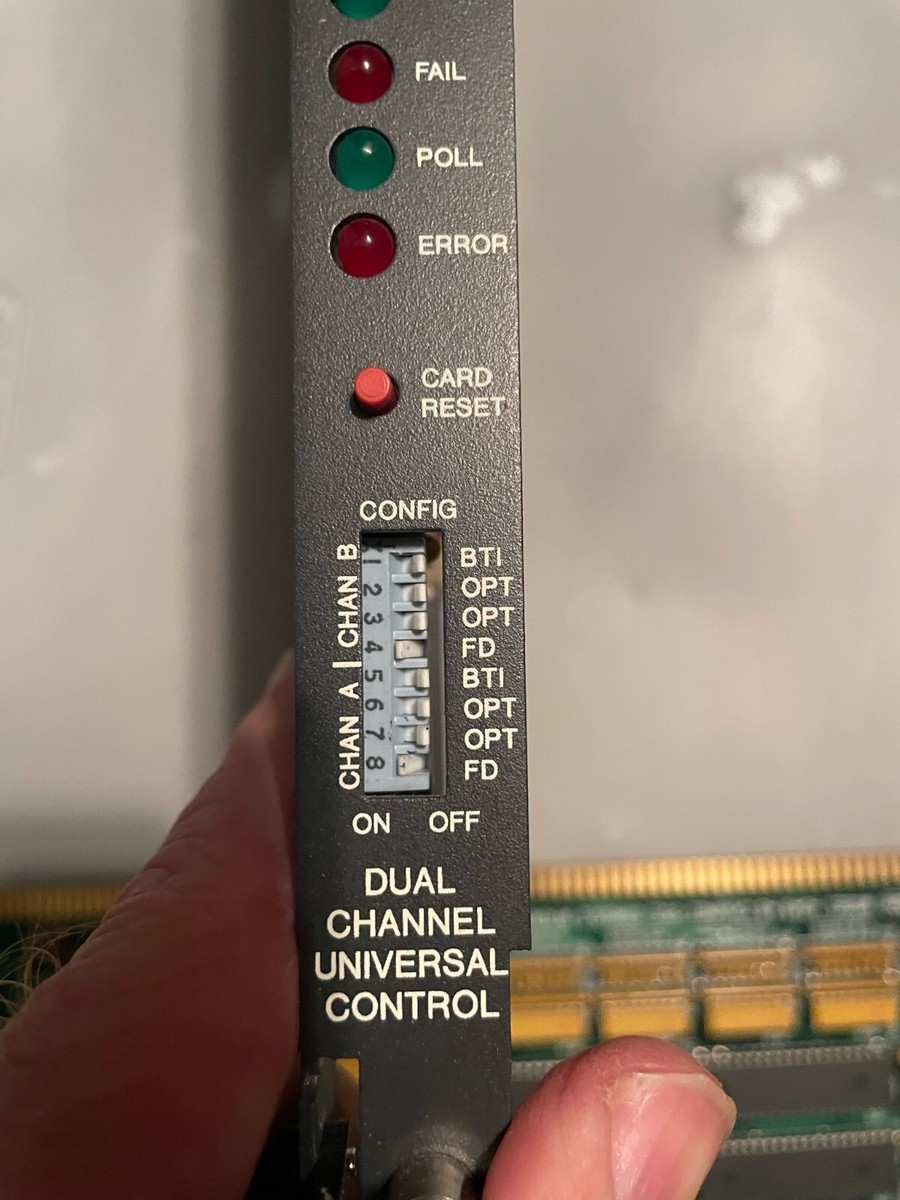 FAIL
POLL
ERROR
CARD
RESET
CONFIG
CHAN A | CHAN B
1 BTI
2 OPT
3 OPT
4 FD
5 BTI
6 OPT
7 OPT
8 FD
ON OFF
DUAL
CHANNEL
UNIVERSAL
CONTROL